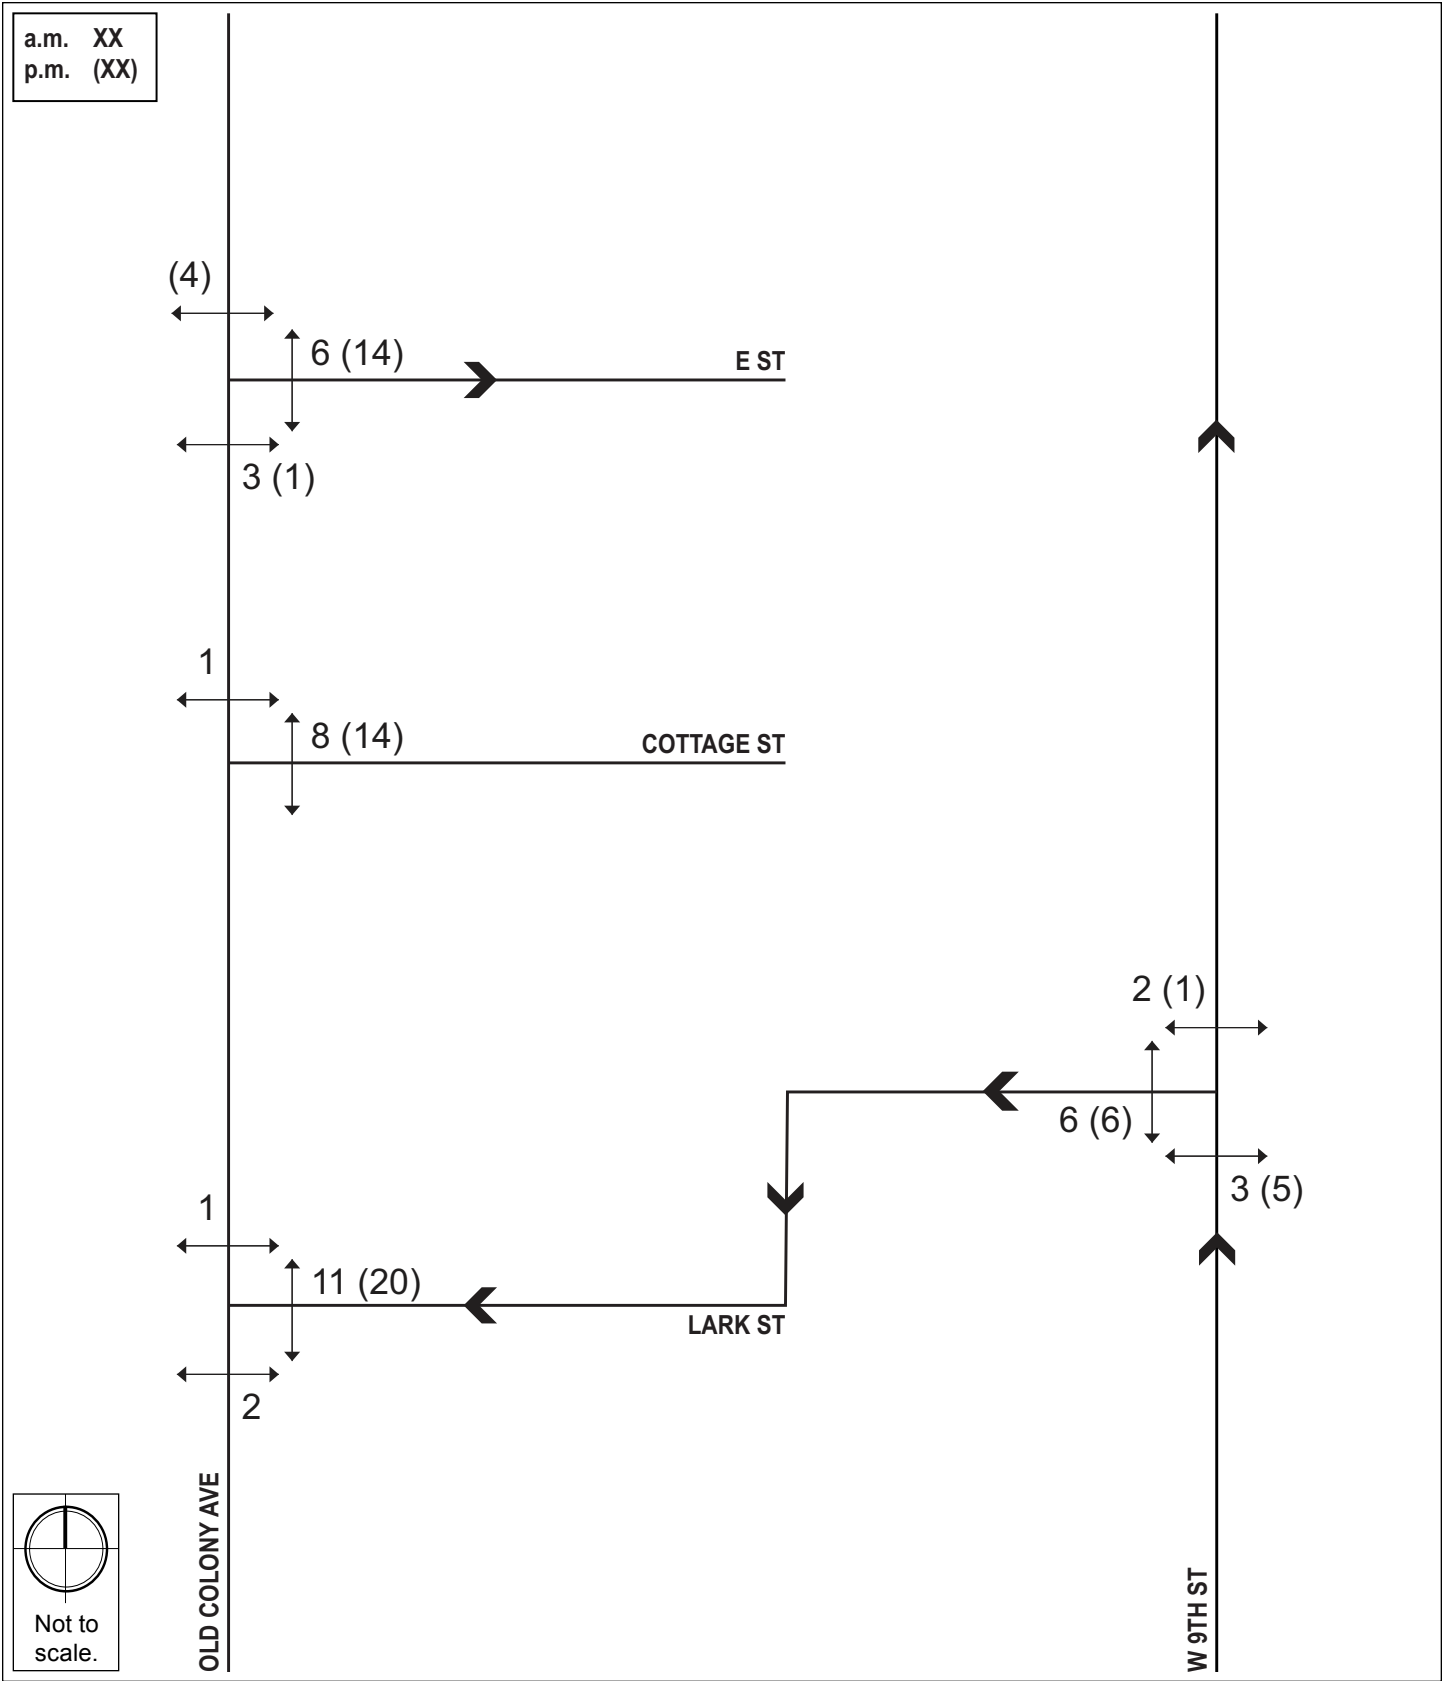 a.m. XX
p.m. (XX)
(4)
6 (14)
E ST
3 (1)
1
8 (14)
COTTAGE ST
2 (1)
6 (6)
3 (5)
1
11 (20)
LARK ST
2
OLD COLONY AVE
W 9TH ST
Not to
scale.